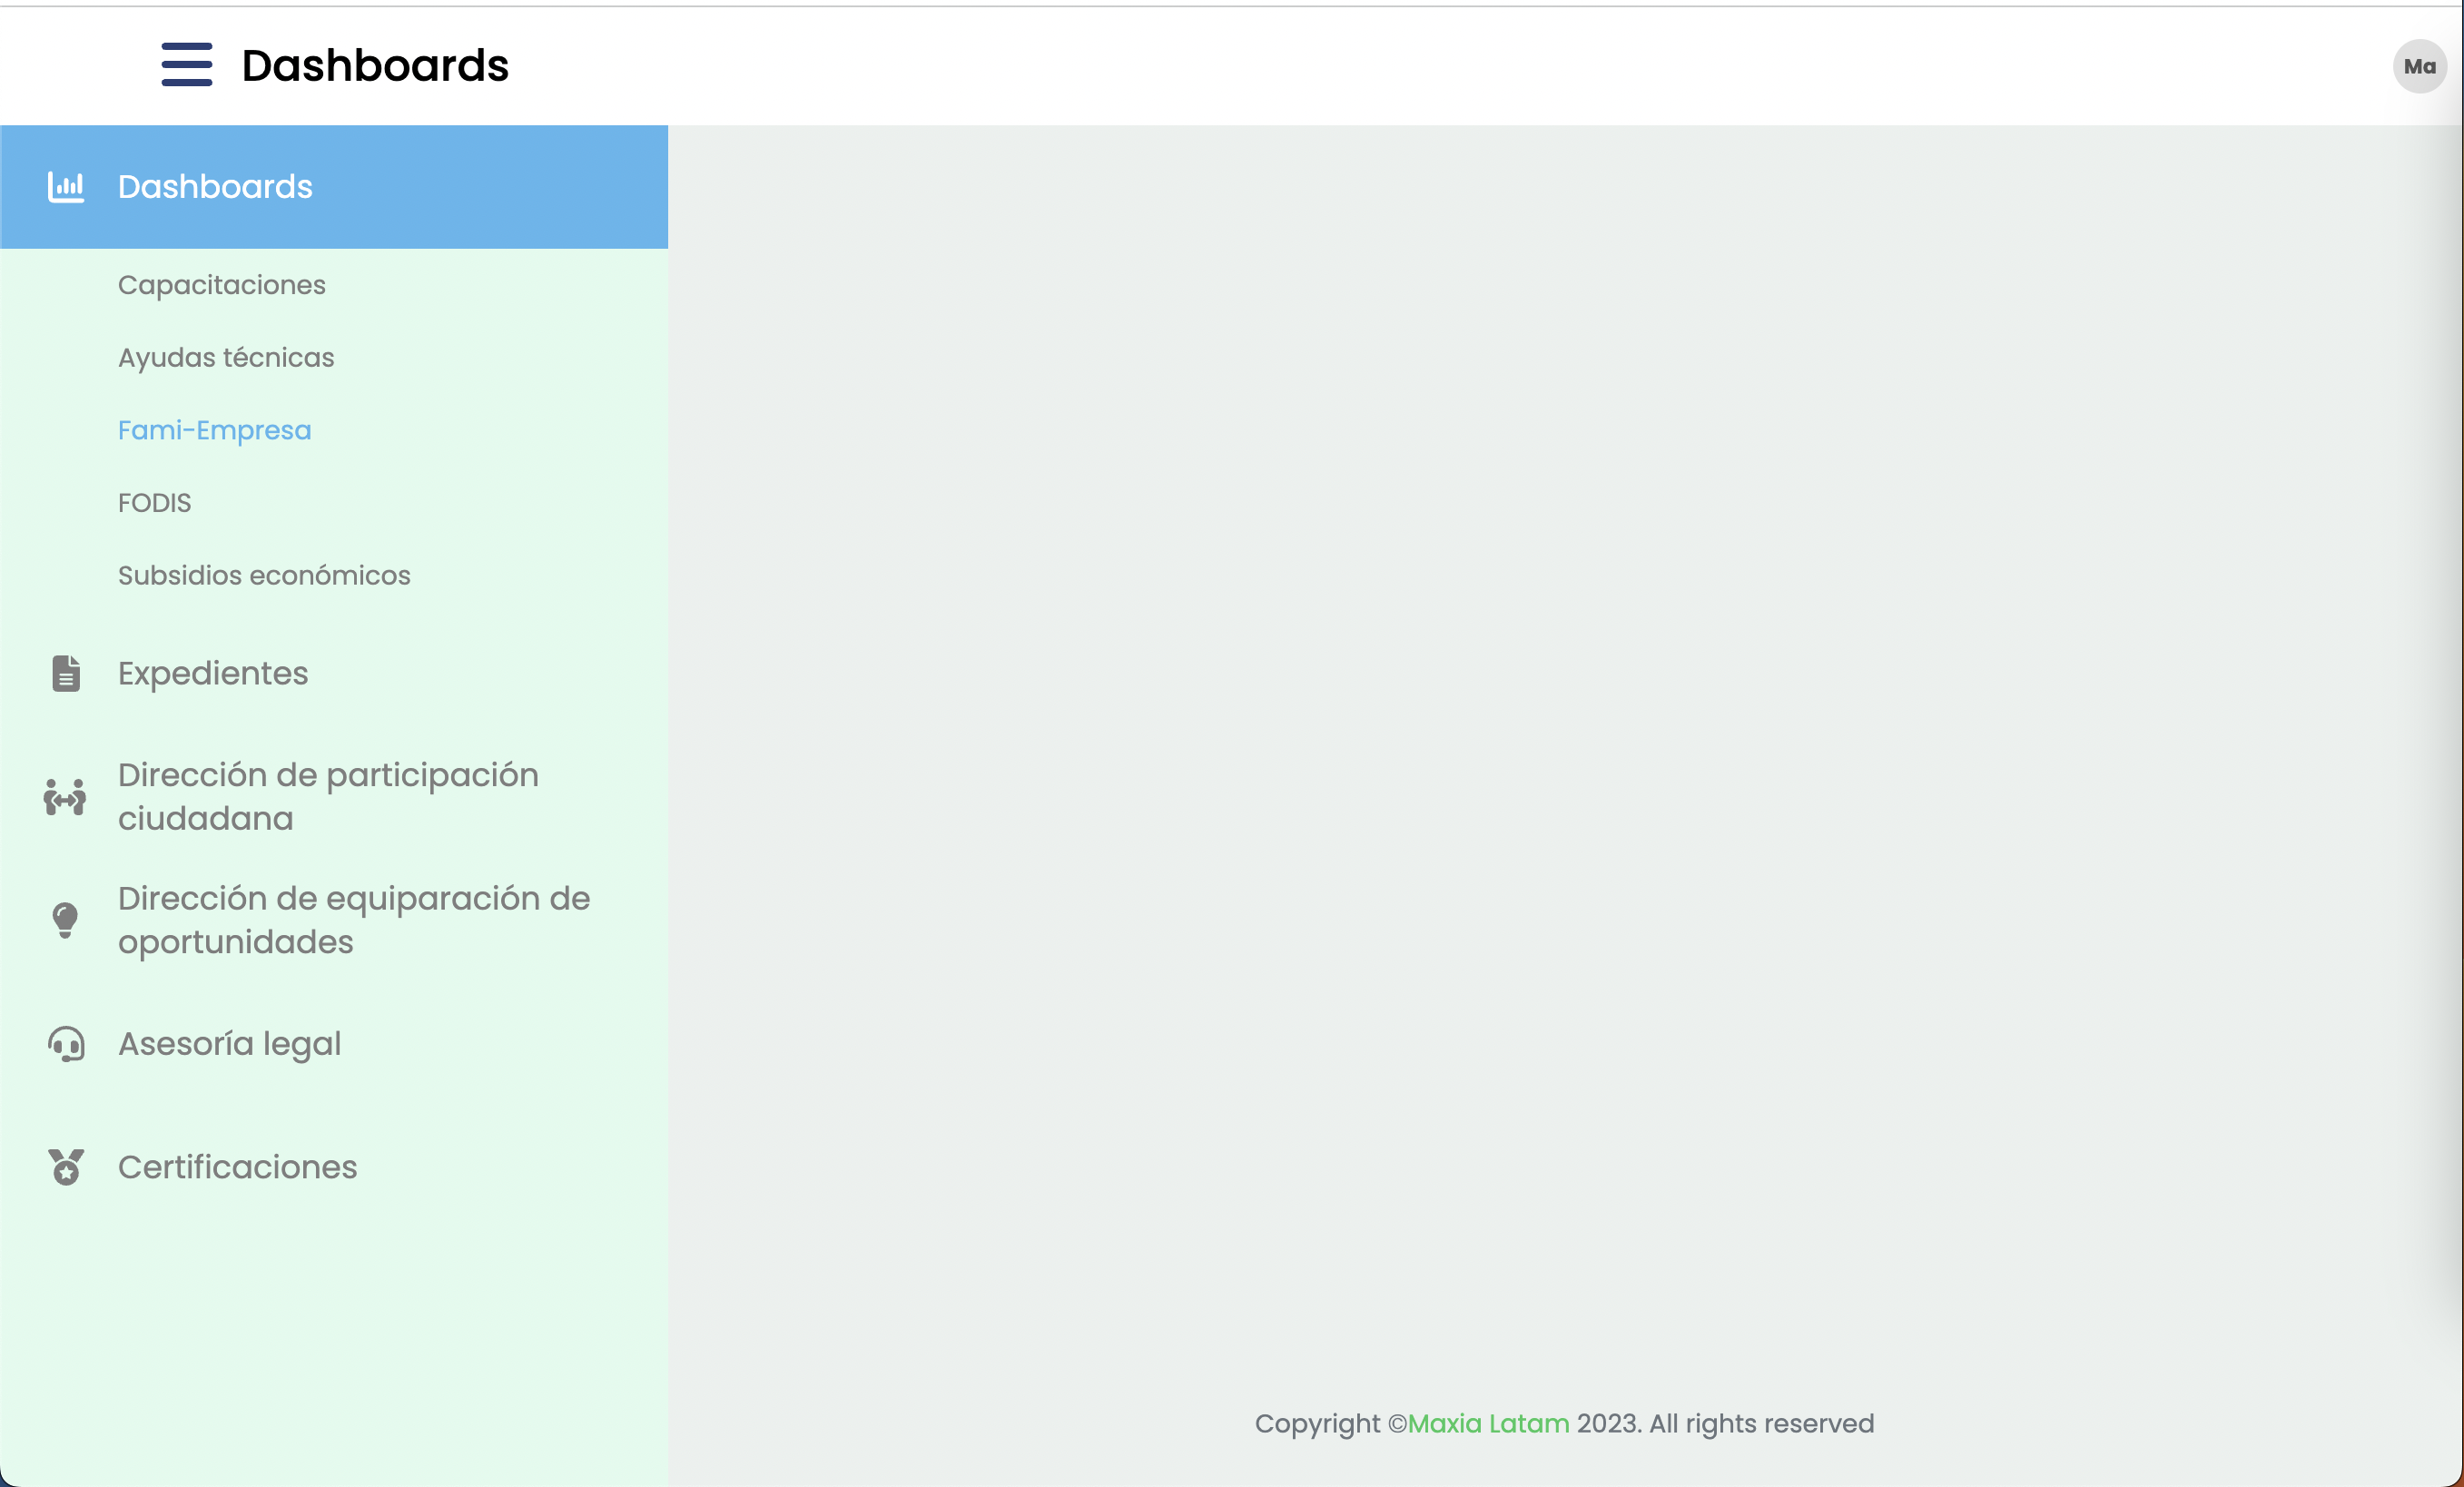 Dashboards
Ma
Dashboards
Capacitaciones
Ayudas técnicas
Fami-Empresa
FODIS
Subsidios económicos
Expedientes
Dirección de participación
ciudadana
Dirección de equiparación de
oportunidades
Asesoría legal
Certificaciones
Copyright ©Maxia Latam 2023. All rights reserved